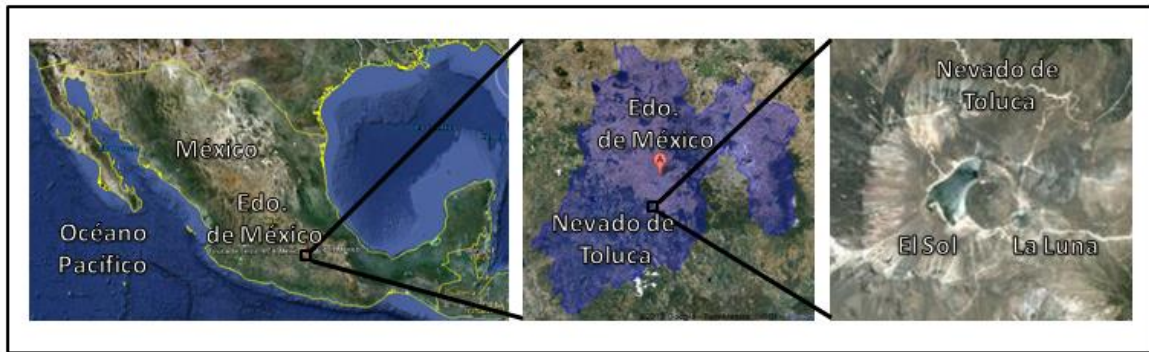 México
Edo.
de México
Océano
Pacifico
Edo.
de México
A
Nevado de
Toluca
Nevado de
Toluca
El Sol
La Luna